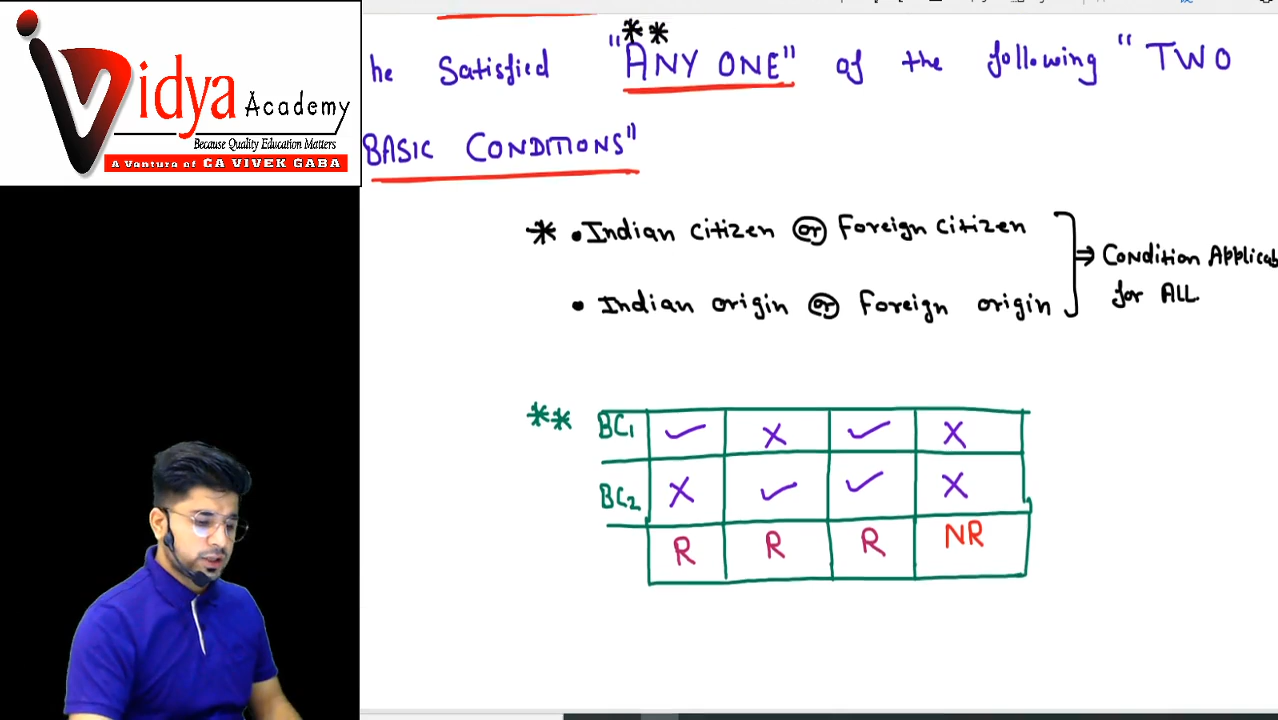 Vidya Academy
Because Quality Education Matters
A Ventura of CA VIVEK GABA
he Satisfied "ANY ONE" of the following "TWO
**
BASIC CONDITIONS"
* • Indian citizen or Foreign citizen
⇒ Condition Applicab
• Indian origin or Foreign origin
for ALL
** BC1 ✓ X ✓ X
BC2 X ✓ ✓ X
R R R NR